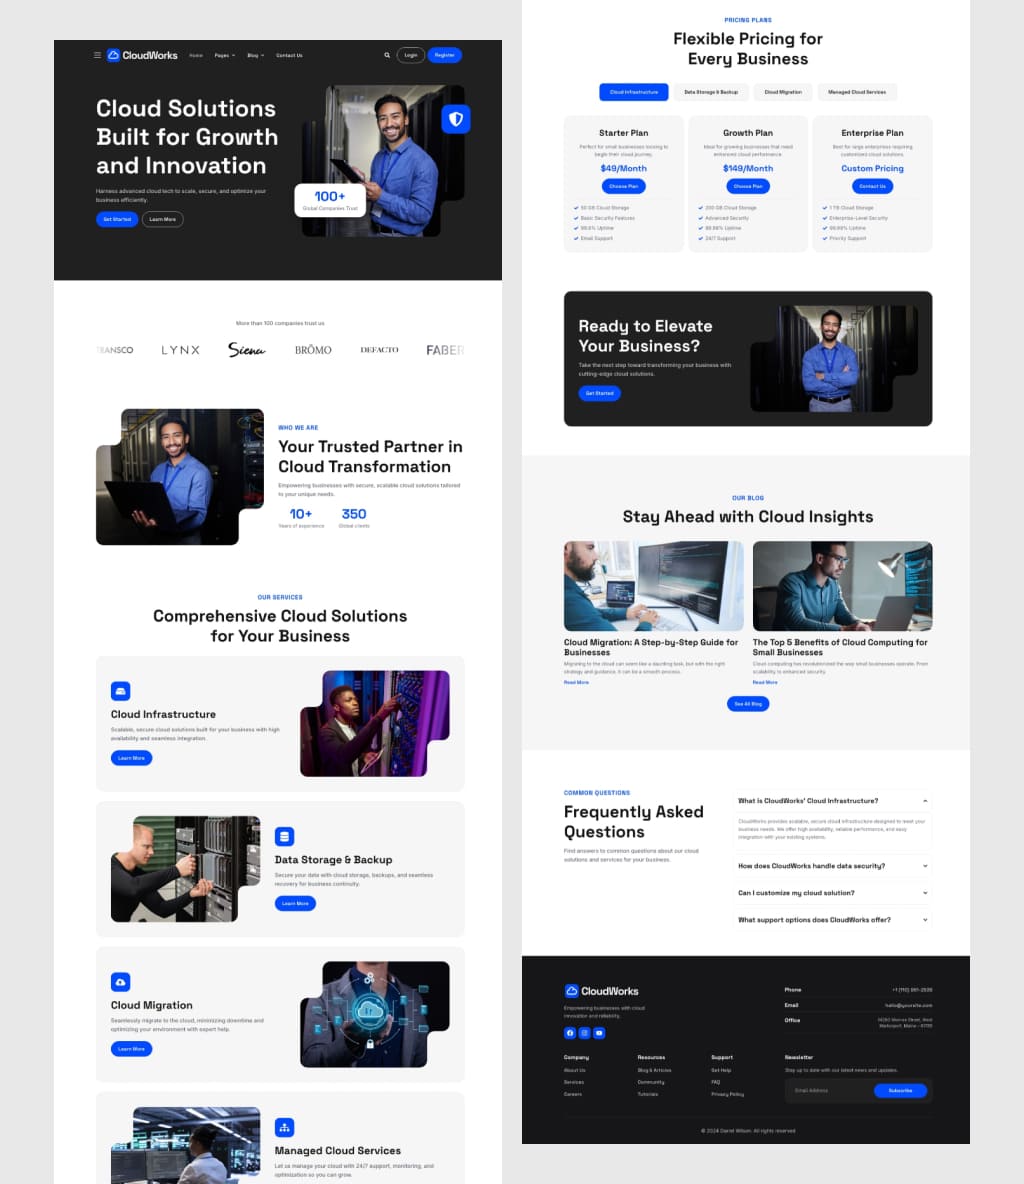 CloudWorks
Home
Pages
Blog
Contact Us
Login
Register
Cloud Solutions
Built for Growth
and Innovation
Harness advanced cloud tech to scale, secure, and optimize your
business efficiently.
Get Started
Learn More
100+
Global Companies Trust
More than 100 companies trust us
TRANSCO
LYNX
Siena
BRŌMO
DEFACTO
FABER
WHO WE ARE
Your Trusted Partner in
Cloud Transformation
Empowering businesses with secure, scalable cloud solutions tailored
to your unique needs.
10+
Years of experience
350
Global clients
OUR SERVICES
Comprehensive Cloud Solutions
for Your Business
Cloud Infrastructure
Scalable, secure cloud solutions built for your business with high
availability and seamless integration.
Learn More
Data Storage & Backup
Secure your data with cloud storage, backups, and seamless
recovery for business continuity.
Learn More
Cloud Migration
Seamlessly migrate to the cloud, minimizing downtime and
optimizing your environment with expert help.
Learn More
Managed Cloud Services
Let us manage your cloud with 24/7 support, monitoring, and
optimization so you can grow.
PRICING PLANS
Flexible Pricing for
Every Business
Cloud Infrastructure
Data Storage & Backup
Cloud Migration
Managed Cloud Services
Starter Plan
Perfect for small businesses looking to
begin their cloud journey.
$49/Month
Choose Plan
50 GB Cloud Storage
Basic Security Features
99.9% Uptime
Email Support
Growth Plan
Ideal for growing businesses that need
enhanced cloud performance.
$149/Month
Choose Plan
200 GB Cloud Storage
Advanced Security
99.98% Uptime
24/7 Support
Enterprise Plan
Best for large enterprises requiring
customized cloud solutions.
Custom Pricing
Contact Us
1 TB Cloud Storage
Enterprise-Level Security
99.99% Uptime
Priority Support
Ready to Elevate
Your Business?
Take the next step toward transforming your business with
cutting-edge cloud solutions.
Get Started
OUR BLOG
Stay Ahead with Cloud Insights
Cloud Migration: A Step-by-Step Guide for
Businesses
Migrating to the cloud can seem like a daunting task, but with the right
strategy and guidance, it can be a smooth process.
Read More
The Top 5 Benefits of Cloud Computing for
Small Businesses
Cloud computing has revolutionized the way small businesses operate. From
scalability to enhanced security.
Read More
See All Blog
COMMON QUESTIONS
Frequently Asked
Questions
Find answers to common questions about our cloud
solutions and services for your business.
What is CloudWorks' Cloud Infrastructure?
CloudWorks provides scalable, secure cloud infrastructure designed to meet your
business needs. We offer high availability, reliable performance, and easy
integration with your existing systems.
How does CloudWorks handle data security?
Can I customize my cloud solution?
What support options does CloudWorks offer?
CloudWorks
Empowering businesses with cloud
innovation and reliability.
Phone
Email
hello@yoursite.com
Office
Company
About Us
Services
Careers
Resources
Blog & Articles
Community
Tutorials
Support
Get Help
FAQ
Privacy Policy
Newsletter
Stay up to date with our latest news and updates.
Email Address
Subscribe
© 2024 Darrel Wilson. All rights reserved